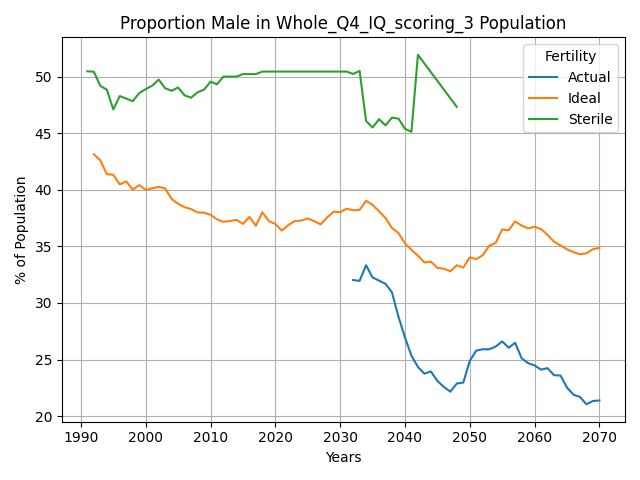 Proportion Male in Whole_Q4_IQ_scoring_3 Population
Fertility
Actual
Ideal
Sterile
% of Population
50
45
40
35
30
25
20
1990 2000 2010 2020 2030 2040 2050 2060 2070
Years